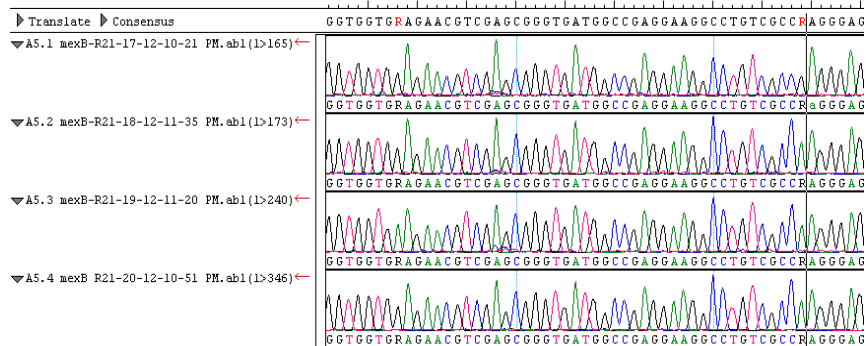 Translate Consensus GGTGGTGRAGAACGTCGAGCGGGTGATGGCCGAGGAAGGCCTGTCGCCRAGGGAG
A5.1 mexB-R21-17-12-10-21 PM.ab1(1>165)
GGTGGTGRAGAACGTCGAGCGGGTGATGGCCGAGGAAGGCCTGTCGCCRaGGGAG
A5.2 mexB-R21-18-12-11-35 PM.ab1(1>173)
GGTGGTGRAGAACGTCGAGCGGGTGATGGCCGAGGAAGGCCTGTCGCCRAGGGAG
A5.3 mexB-R21-19-12-11-20 PM.ab1(1>240)
GGTGGTGRAGAACGTCGAGCGGGTGATGGCCGAGGAAGGCCTGTCGCCRAGGGAG
A5.4 mexB R21-20-12-10-51 PM.ab1(1>346)
GGTGGTGRAGAACGTCGAGCGGGTGATGGCCGAGGAAGGCCTGTCGCCRAGGGAG